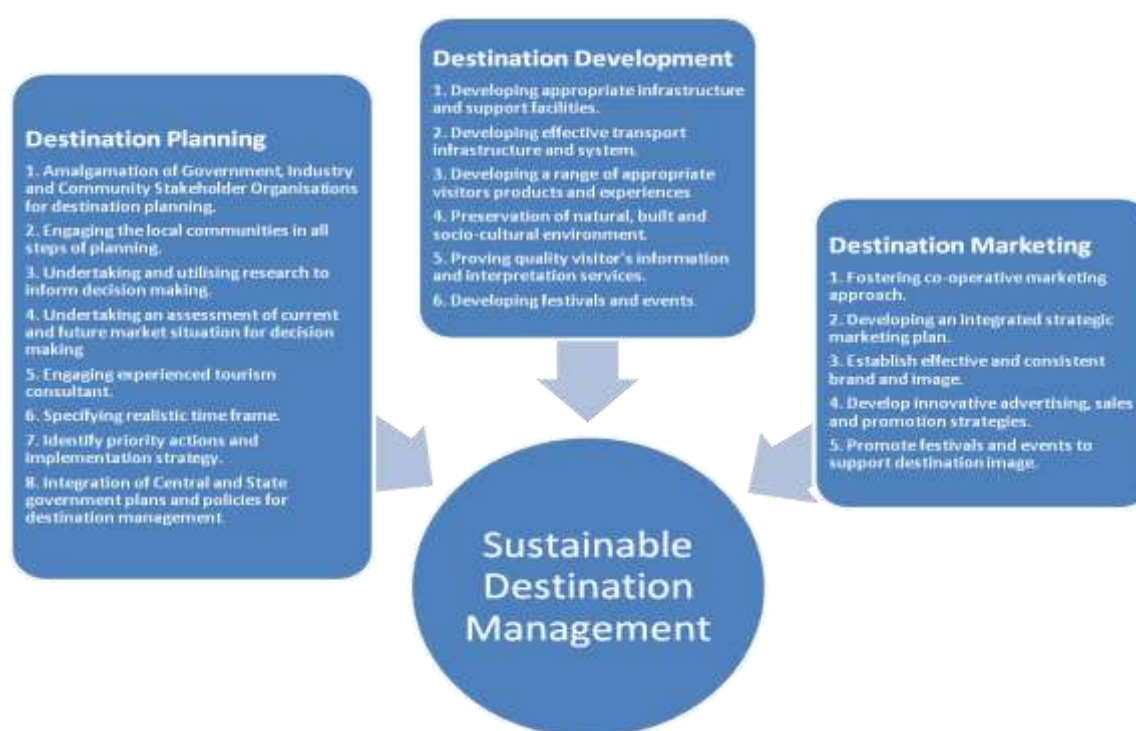 Destination Planning
1. Amalgamation of Government, Industry
and Community Stakeholder Organisations
for destination planning.
2. Engaging the local communities in all
steps of planning.
3. Undertaking and utilising research to
inform decision making.
4. Undertaking an assessment of current
and future market situation for decision
making
5. Engaging experienced tourism
consultant.
6. Specifying realistic time frame.
7. Identify priority actions and
implementation strategy.
8. Integration of Central and State
government plans and policies for
destination management.
Destination Development
1. Developing appropriate infrastructure
and support facilities.
2. Developing effective transport
infrastructure and system.
3. Developing a range of appropriate
visitors products and experiences
4. Preservation of natural, built and
socio-cultural environment.
5. Proving quality visitor's information
and interpretation services.
6. Developing festivals and events.
Destination Marketing
1. Fostering co-operative marketing
approach.
2. Developing an integrated strategic
marketing plan.
3. Establish effective and consistent
brand and image.
4. Develop innovative advertising, sales
and promotion strategies.
5. Promote festivals and events to
support destination image.
Sustainable
Destination
Management